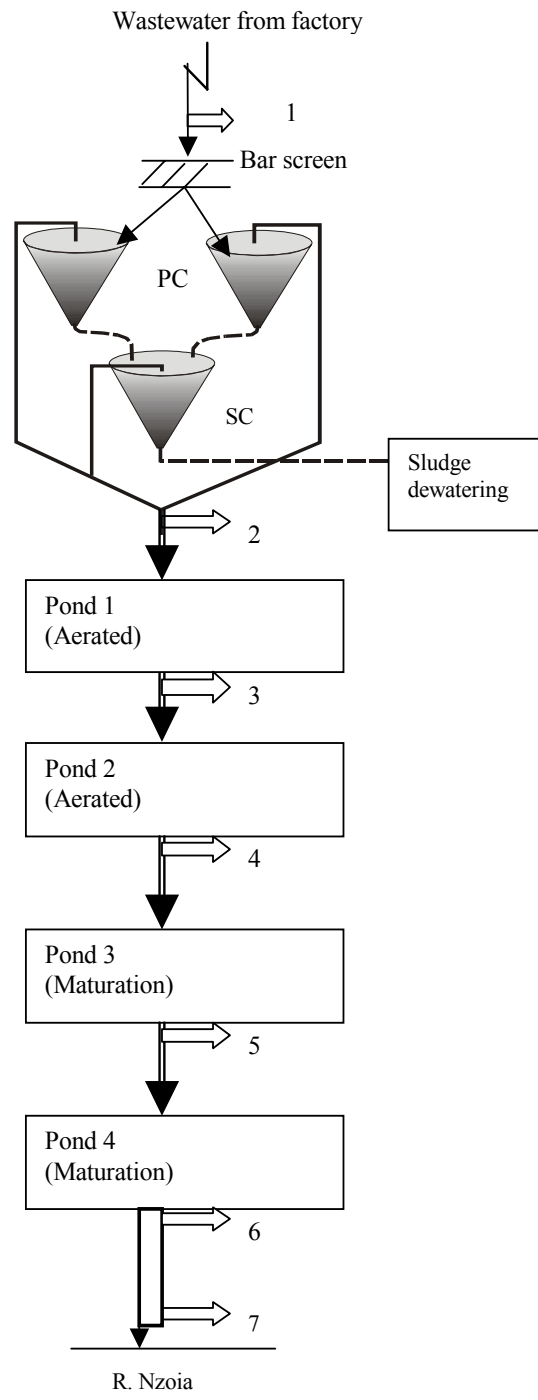 Wastewater from factory
1
Bar screen
PC
SC
Sludge
dewatering
2
Pond 1
(Aerated)
3
Pond 2
(Aerated)
4
Pond 3
(Maturation)
5
Pond 4
(Maturation)
6
7
R. Nzoia